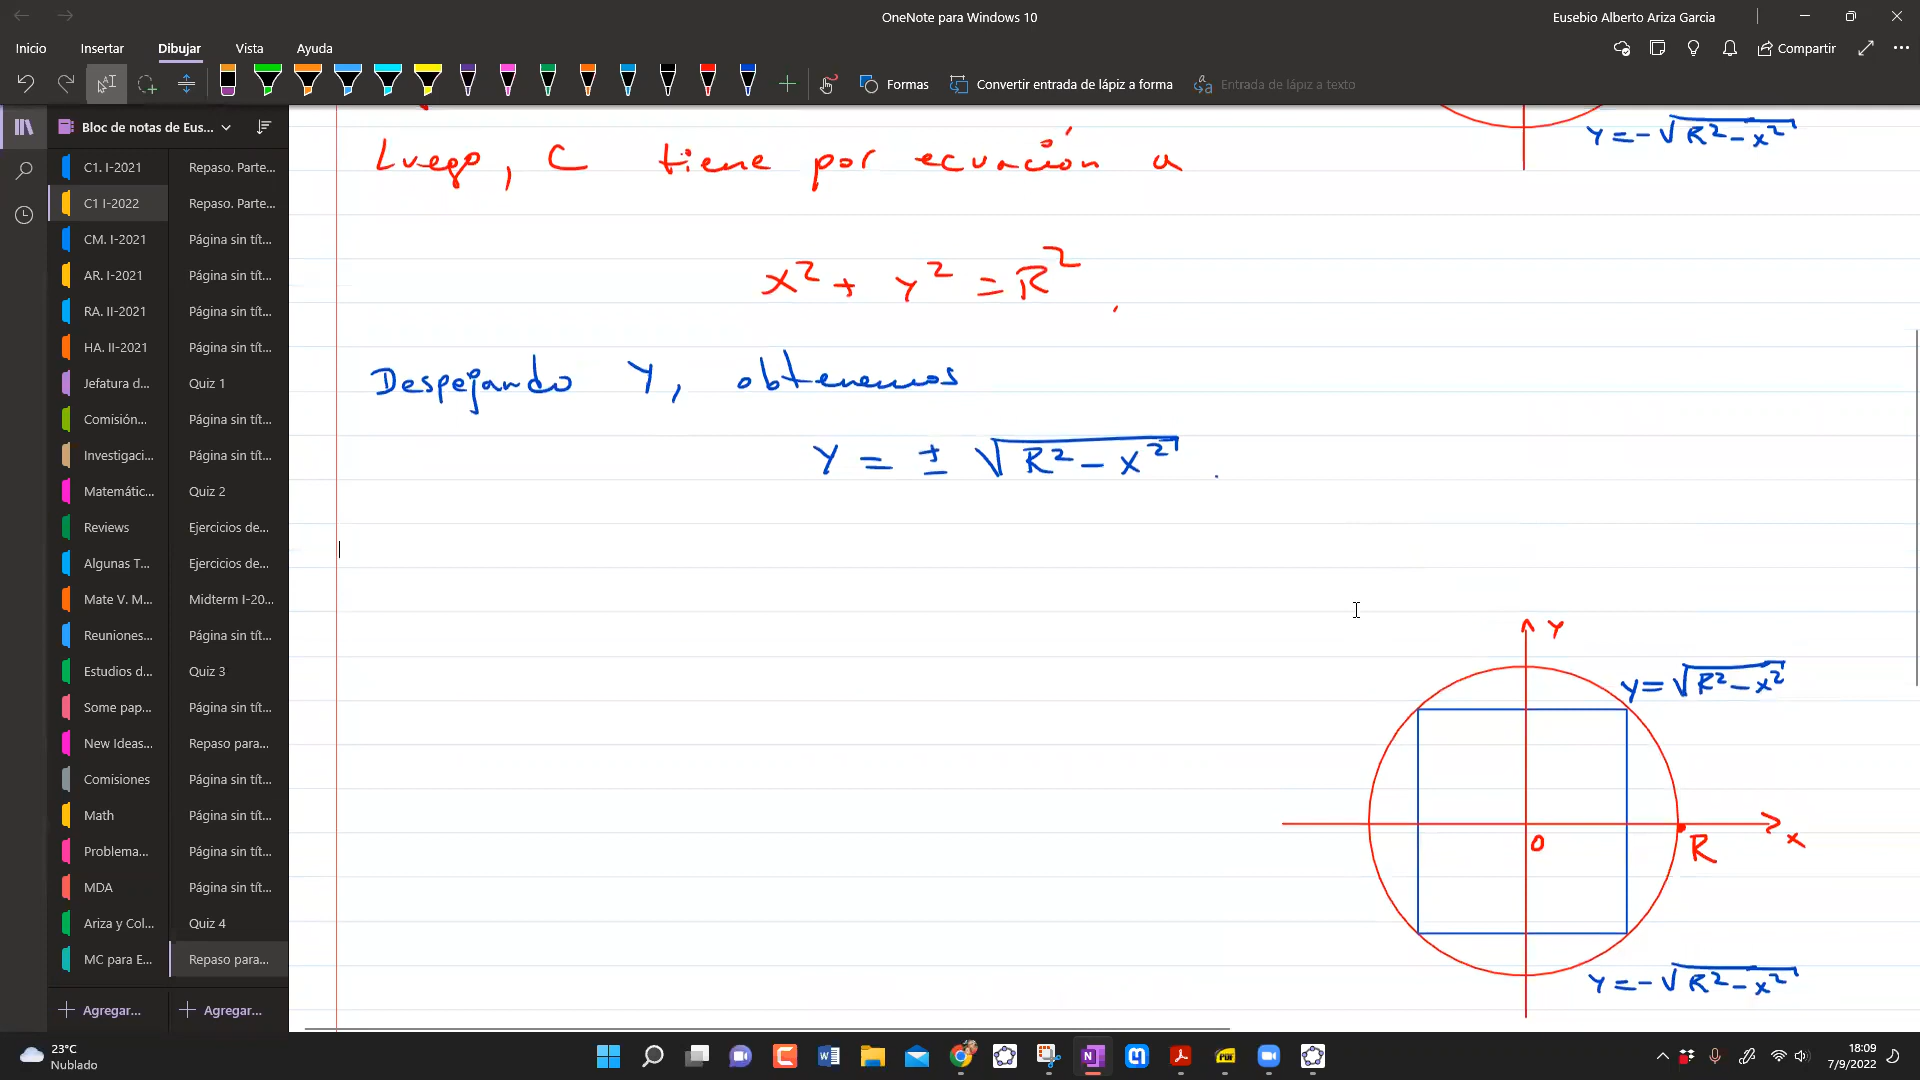 OneNote para Windows 10
Eusebio Alberto Ariza Garcia
Inicio
Insertar
Dibujar
Vista
Ayuda
Compartir
Formas
Convertir entrada de lápiz a forma
Entrada de lápiz a texto
Bloc de notas de Eus...
C1. I-2021
C1 I-2022
CM. I-2021
AR. I-2021
RA. II-2021
HA. II-2021
Jefatura d...
Comisión...
Investigaci...
Matemátic...
Reviews
Algunas T...
Mate V. M...
Reuniones...
Estudios d...
Some pap...
New Ideas...
Comisiones
Math
Problema...
MDA
Ariza y Col...
MC para E...
Agregar...
Repaso. Parte...
Repaso. Parte...
Página sin tít...
Página sin tít...
Página sin tít...
Página sin tít...
Quiz 1
Página sin tít...
Página sin tít...
Quiz 2
Ejercicios de...
Ejercicios de...
Midterm I-20...
Página sin tít...
Quiz 3
Página sin tít...
Repaso para...
Página sin tít...
Página sin tít...
Página sin tít...
Página sin tít...
Quiz 4
Repaso para...
Agregar...
y = - √(R² - x²)
Luego, C tiene por ecuación a
x² + y² = R².
Despejando Y, obtenemos
y = ± √(R² - x²).
Y
y = √(R² - x²)
O
R
x
y = - √(R² - x²)
23°C
Nublado
18:09
7/9/2022